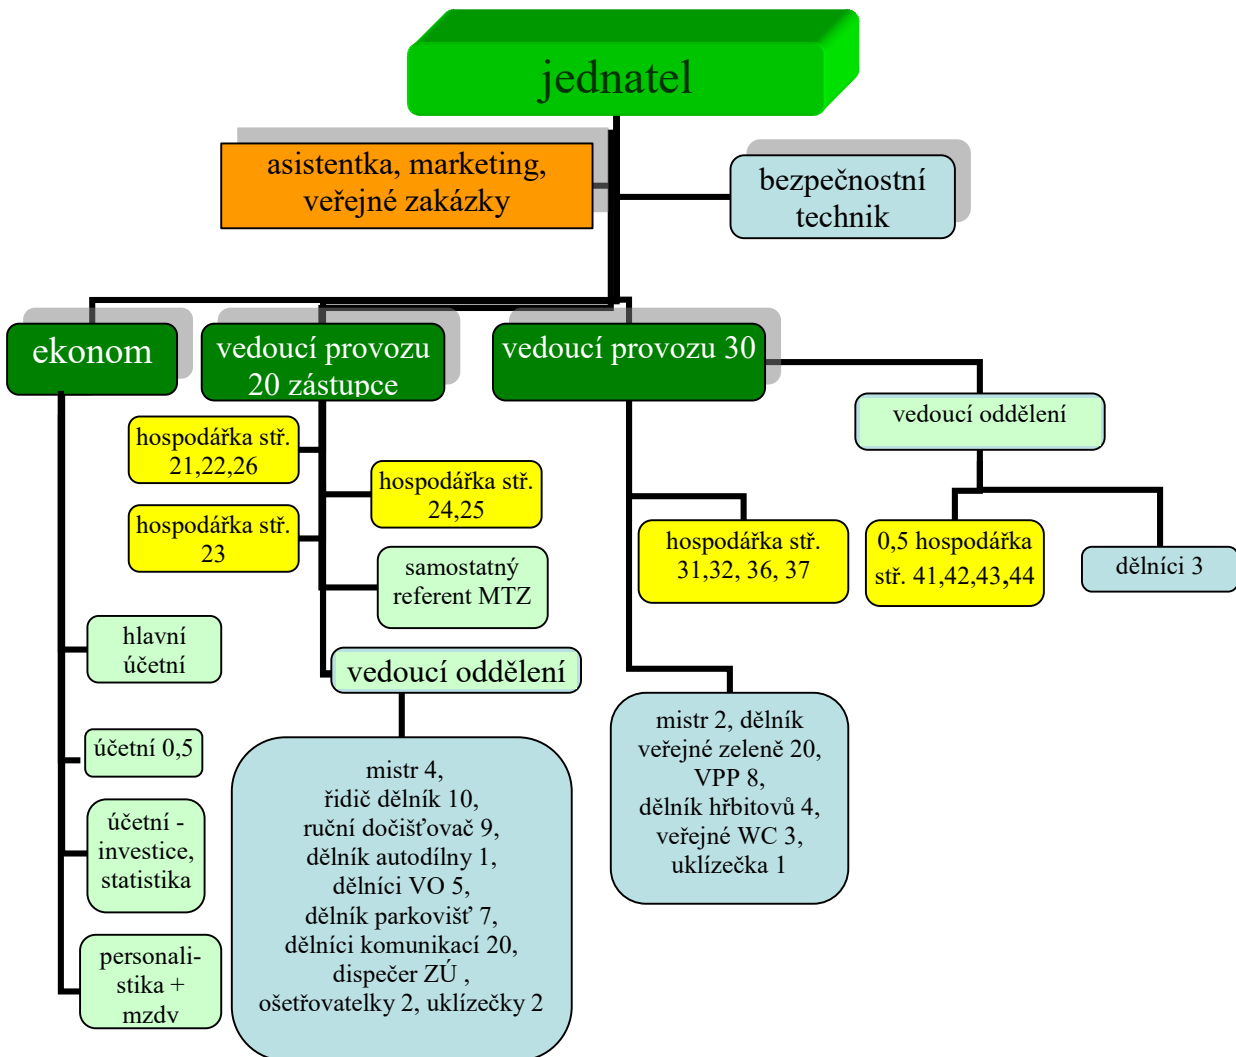 jednatel
asistentka, marketing,
veřejné zakázky
bezpečnostní
technik
ekonom
vedoucí provozu
20 zástupce
vedoucí provozu 30
vedoucí oddělení
hospodářka stř.
21,22,26
hospodářka stř.
24,25
hospodářka stř.
23
samostatný
referent MTZ
hospodářka stř.
31,32, 36, 37
0,5 hospodářka
stř. 41,42,43,44
dělníci 3
hlavní
účetní
účetní 0,5
účetní -
investice,
statistika
personali-
stika +
mzdy
vedoucí oddělení
mistr 4,
řidič dělník 10,
ruční dočišťovač 9,
dělník autodílny 1,
dělníci VO 5,
dělník parkovišť 7,
dělníci komunikací 20,
dispečer ZÚ ,
ošetřovatelky 2, uklízečky 2
mistr 2, dělník
veřejné zeleně 20,
VPP 8,
dělník hřbitovů 4,
veřejné WC 3,
uklízečka 1